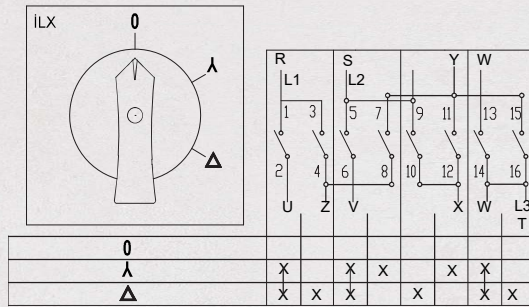 İLX 0
R S Y W
L1 L2
1 3 5 7 9 11 13 15
2 4 6 8 10 12 14 16
U Z V X W L3
T
0
X X X X X
X X X X X X